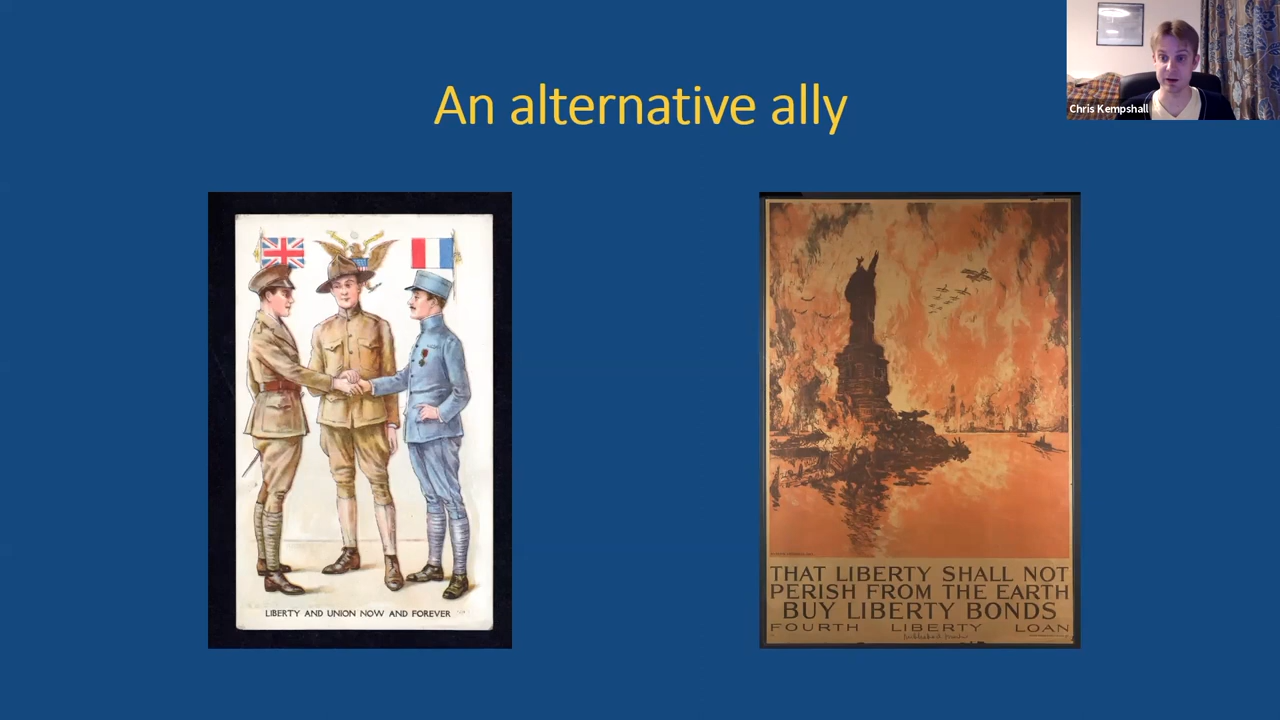 An alternative ally
Chris Kempshall
LIBERTY AND UNION NOW AND FOREVER
THAT LIBERTY SHALL NOT
PERISH FROM THE EARTH
BUY LIBERTY BONDS
FOURTH LIBERTY LOAN